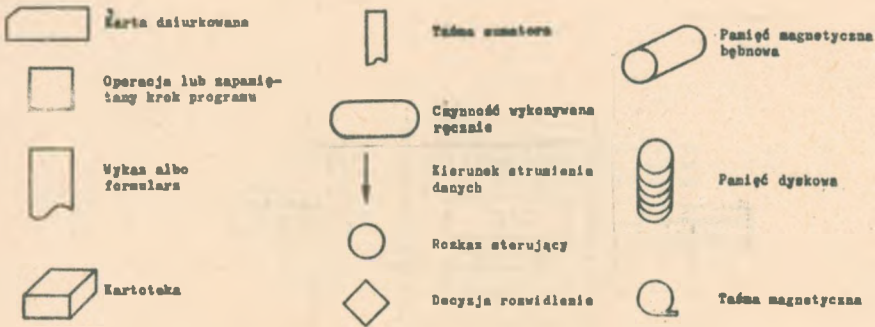 Karta dziurkowana
Operacja lub zapamię-
tany krok programu
Wykaz albo
formularz
Kartoteka
Taśma sumatora
Czynność wykonywana
ręcznie
Kierunek strumienia
danych
Rozkaz sterujący
Decyzja rozwidlenie
Pamięć magnetyczna
bębnowa
Pamięć dyskowa
Taśma magnetyczna